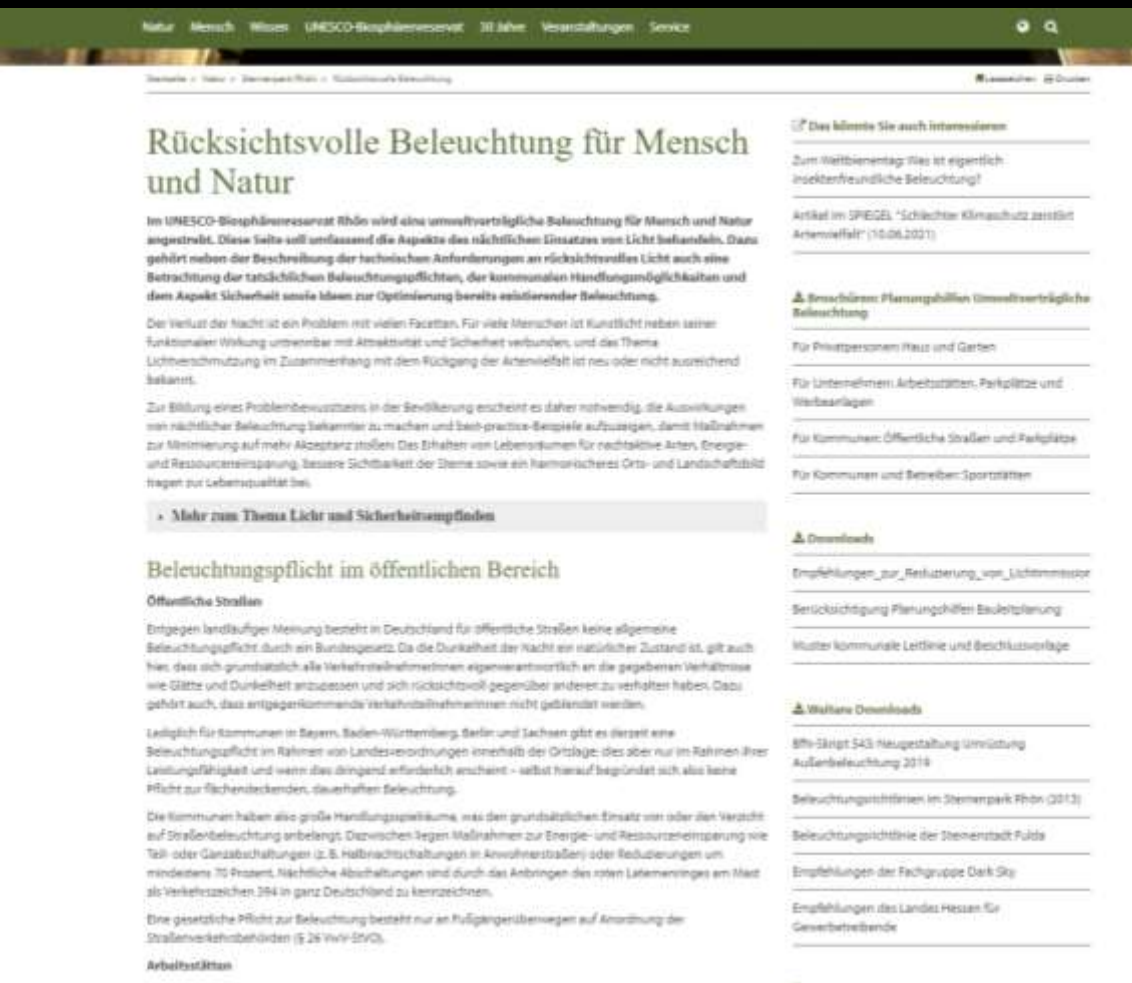 Natur Mensch Wissen UNESCO-Biosphärenreservat 30 Jahre Veranstaltungen Service
Startseite > Natur > Sternenpark Rhön > Rücksichtsvolle Beleuchtung
Lesezeichen Drucken
Rücksichtsvolle Beleuchtung für Mensch
und Natur
Im UNESCO-Biosphärenreservat Rhön wird eine umweltverträgliche Beleuchtung für Mensch und Natur
angestrebt. Diese Seite soll umfassend die Aspekte des nächtlichen Einsatzes von Licht behandeln. Dazu
gehört neben der Beschreibung der technischen Anforderungen an rücksichtsvolles Licht auch eine
Betrachtung der tatsächlichen Beleuchtungspflichten, der kommunalen Handlungsmöglichkeiten und
dem Aspekt Sicherheit sowie Ideen zur Optimierung bereits existierender Beleuchtung.
Der Verlust der Nacht ist ein Problem mit vielen Facetten. Für viele Menschen ist Kunstlicht neben seiner
funktionalen Wirkung untrennbar mit Attraktivität und Sicherheit verbunden, und das Thema
Lichtverschmutzung im Zusammenhang mit dem Rückgang der Artenvielfalt ist neu oder nicht ausreichend
bekannt.
Zur Bildung eines Problembewusstseins in der Bevölkerung erscheint es daher notwendig, die Auswirkungen
von nächtlicher Beleuchtung bekannter zu machen und best-practice-Beispiele aufzuzeigen, damit Maßnahmen
zur Minimierung auf mehr Akzeptanz stoßen: Das Erhalten von Lebensräumen für nachtaktive Arten, Energie-
und Ressourceneinsparung, bessere Sichtbarkeit der Sterne sowie ein harmonischeres Orts- und Landschaftsbild
tragen zur Lebensqualität bei.
Mehr zum Thema Licht und Sicherheitsempfinden
Beleuchtungspflicht im öffentlichen Bereich
Öffentliche Straßen
Entgegen landläufiger Meinung besteht in Deutschland für öffentliche Straßen keine allgemeine
Beleuchtungspflicht durch ein Bundesgesetz. Da die Dunkelheit der Nacht ein natürlicher Zustand ist, gilt auch
hier, dass sich grundsätzlich alle VerkehrsteilnehmerInnen eigenverantwortlich an die gegebenen Verhältnisse
wie Glätte und Dunkelheit anzupassen und sich rücksichtsvoll gegenüber anderen zu verhalten haben. Dazu
gehört auch, dass entgegenkommende VerkehrsteilnehmerInnen nicht geblendet werden.
Lediglich für Kommunen in Bayern, Baden-Württemberg, Berlin und Sachsen gibt es derzeit eine
Beleuchtungspflicht im Rahmen von Landesverordnungen innerhalb der Ortslage; dies aber nur im Rahmen ihrer
Leistungsfähigkeit und wenn dies dringend erforderlich erscheint – selbst hierauf begründet sich also keine
Pflicht zur flächendeckenden, dauerhaften Beleuchtung.
Die Kommunen haben also große Handlungsspielräume, was den grundsätzlichen Einsatz von oder den Verzicht
auf Straßenbeleuchtung anbelangt. Dazwischen liegen Maßnahmen zur Energie- und Ressourceneinsparung wie
Teil- oder Ganzabschaltungen (z. B. Halbnachtschaltungen in Anwohnerstraßen) oder Reduzierungen um
mindestens 70 Prozent. Nächtliche Abschaltungen sind durch das Anbringen des roten Laternenringes am Mast
als Verkehrszeichen 394 in ganz Deutschland zu kennzeichnen.
Eine gesetzliche Pflicht zur Beleuchtung besteht nur an Fußgängerüberwegen auf Anordnung der
Straßenverkehrsbehörden (§ 26 VwV-StVO).
Arbeitsstätten
Das könnte Sie auch interessieren
Zum Weltbienentag: Was ist eigentlich
insektenfreundliche Beleuchtung?
Artikel im SPIEGEL "Schlechter Klimaschutz zerstört
Artenvielfalt" (10.06.2021)
Broschüren: Planungshilfen Umweltverträgliche
Beleuchtung
Für Privatpersonen: Haus und Garten
Für Unternehmen: Arbeitsstätten, Parkplätze und
Werbeanlagen
Für Kommunen: Öffentliche Straßen und Parkplätze
Für Kommunen und Betreiber: Sportstätten
Downloads
Empfehlungen_zur_Reduzierung_von_Lichtimmission
Berücksichtigung Planungshilfen Bauleitplanung
Muster kommunale Leitlinie und Beschlussvorlage
Weitere Downloads
BfN-Skript 543: Neugestaltung Umrüstung
Außenbeleuchtung 2019
Beleuchtungsrichtlinien im Sternenpark Rhön (2013)
Beleuchtungsrichtlinie der Sternenstadt Fulda
Empfehlungen der Fachgruppe Dark Sky
Empfehlungen des Landes Hessen für
Gewerbetreibende